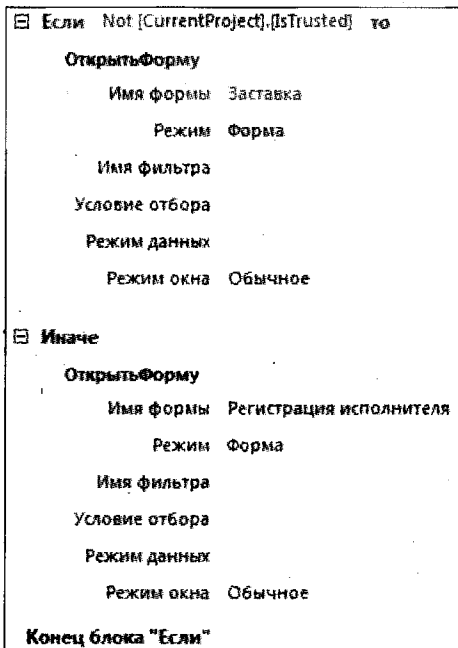 Если Not [CurrentProject].[IsTrusted] то
ОткрытьФорму
Имя формы Заставка
Режим Форма
Имя фильтра
Условие отбора
Режим данных
Режим окна Обычное
Иначе
ОткрытьФорму
Имя формы Регистрация исполнителя
Режим Форма
Имя фильтра
Условие отбора
Режим данных
Режим окна Обычное
Конец блока "Если"